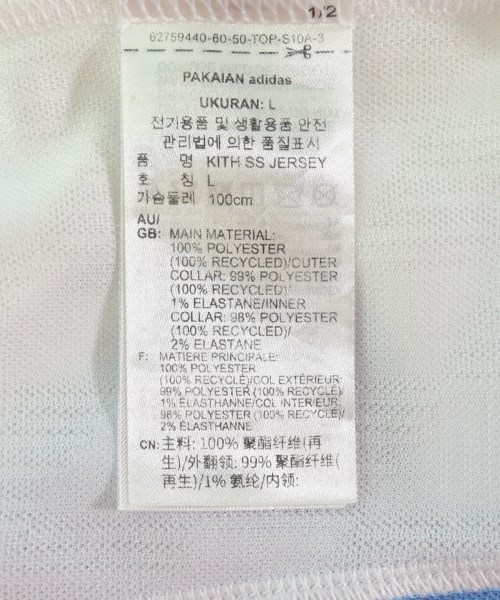 1/2
62759440-60-50-TOP-S10A-3
PAKAIAN adidas
UKURAN: L
전기용품 및 생활용품 안전
관리법에 의한 품질표시
품 명 KITH SS JERSEY
호 칭 L
가슴둘레 100cm
AU/
GB: MAIN MATERIAL:
100% POLYESTER
(100% RECYCLED)/OUTER
COLLAR: 99% POLYESTER
(100% RECYCLED)
1% ELASTANE/INNER
COLLAR: 98% POLYESTER
(100% RECYCLED)/
2% ELASTANE
F: MATIÈRE PRINCIPALE:
100% POLYESTER
(100% RECYCLÉ)/COL EXTÉRIEUR:
99% POLYESTER (100% RECYCLÉ)/
1% ÉLASTHANNE/COL INTÉRIEUR:
98% POLYESTER (100% RECYCLÉ)/
2% ÉLASTHANNE
CN: 主料: 100% 聚酯纤维(再
生)/外翻领: 99% 聚酯纤维(
再生)/1% 氨纶/内领: